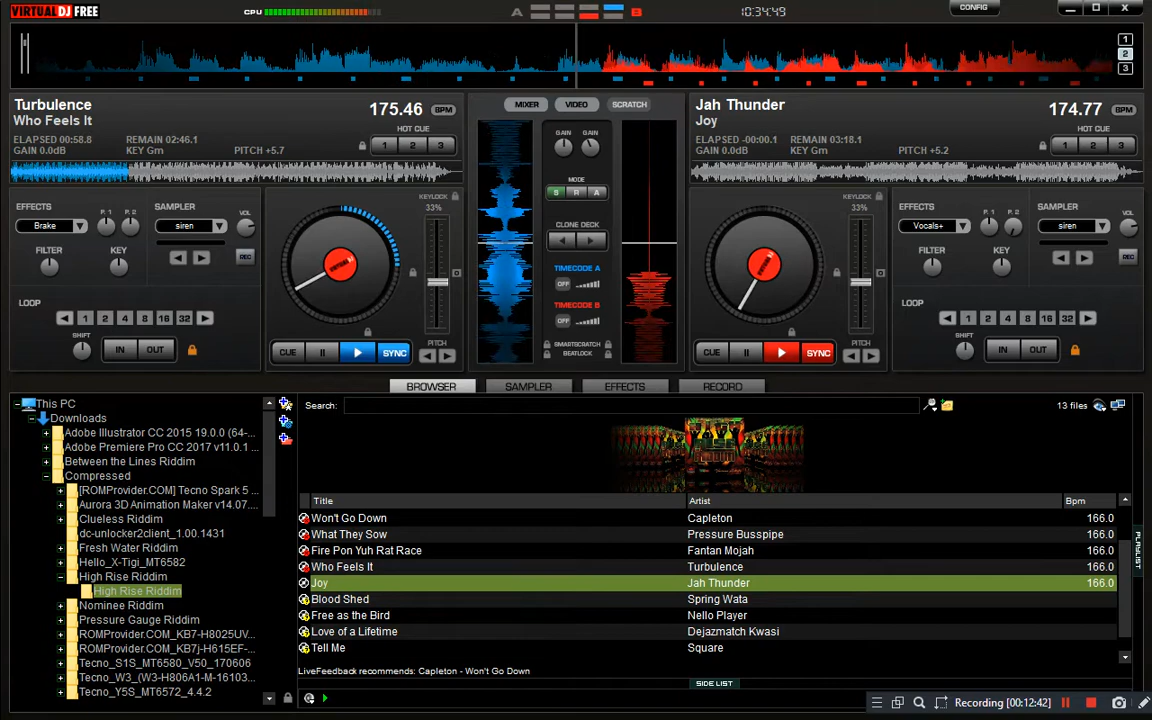 VIRTUAL DJ FREE
CPU
A
B
10:34:49
CONFIG
1
2
3
Turbulence
Who Feels It
175.46 BPM
ELAPSED 00:58.8 REMAIN 02:46.1
GAIN 0.0dB KEY Gm PITCH +5.7
HOT CUE
1 2 3
MIXER VIDEO SCRATCH
Jah Thunder
Joy
174.77 BPM
ELAPSED -00:00.1 REMAIN 03:18.1
GAIN 0.0dB KEY Gm PITCH +5.2
HOT CUE
1 2 3
EFFECTS
Brake
P. 1 P. 2
SAMPLER
siren
VOL
FILTER
KEY
REC
LOOP
1 2 4 8 16 32
SHIFT
IN OUT
KEYLOCK
33%
CUE
SYNC
PITCH
GAIN GAIN
MODE
S R A
CLONE DECK
TIMECODE A
OFF
TIMECODE B
OFF
SMARTSCRATCH
BEATLOCK
KEYLOCK
33%
CUE
SYNC
PITCH
EFFECTS
Vocals+
P. 1 P. 2
SAMPLER
siren
VOL
FILTER
KEY
REC
LOOP
1 2 4 8 16 32
SHIFT
IN OUT
BROWSER SAMPLER EFFECTS RECORD
This PC
Downloads
Adobe Illustrator CC 2015 19.0.0 (64-...
Adobe Premiere Pro CC 2017 v11.0.1 ...
Between the Lines Riddim
Compressed
[ROMProvider.COM] Tecno Spark 5 ...
Aurora 3D Animation Maker v14.07....
Clueless Riddim
dc-unlocker2client_1.00.1431
Fresh Water Riddim
Hello_X-Tigi_MT6582
High Rise Riddim
High Rise Riddim
Nominee Riddim
Pressure Gauge Riddim
ROMProvider.COM_KB7-H8025UV...
ROMProvider.COM_KB7j-H615EF-...
Tecno_S1S_MT6580_V50_170606
Tecno_W3_(W3-H6901A-M-16103...
Tecno_Y5S_MT6572_4.4.2
Search:
13 files
Title Artist Bpm
Won't Go Down Capleton 166.0
What They Sow Pressure Busspipe 166.0
Fire Pon Yuh Rat Race Fantan Mojah 166.0
Who Feels It Turbulence 166.0
Joy Jah Thunder 166.0
Blood Shed Spring Wata
Free as the Bird Nello Player
Love of a Lifetime Dejazmatch Kwasi
Tell Me Square
PLAYLIST
LiveFeedback recommends: Capleton - Won't Go Down
SIDE LIST
Recording [00:12:42]